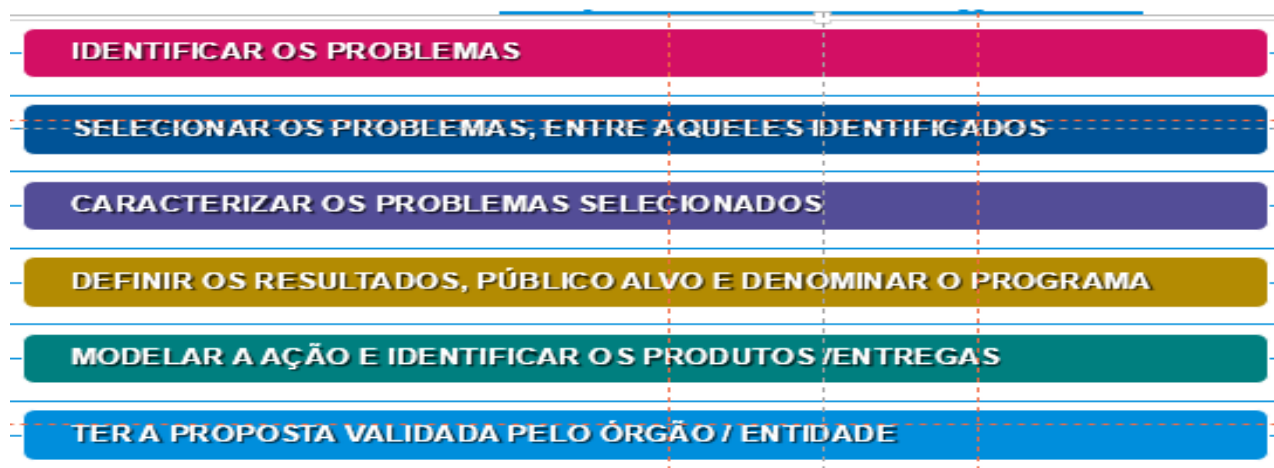 IDENTIFICAR OS PROBLEMAS
SELECIONAR OS PROBLEMAS, ENTRE AQUELES IDENTIFICADOS
CARACTERIZAR OS PROBLEMAS SELECIONADOS
DEFINIR OS RESULTADOS, PÚBLICO ALVO E DENOMINAR O PROGRAMA
MODELAR A AÇÃO E IDENTIFICAR OS PRODUTOS /ENTREGAS
TER A PROPOSTA VALIDADA PELO ÓRGÃO / ENTIDADE